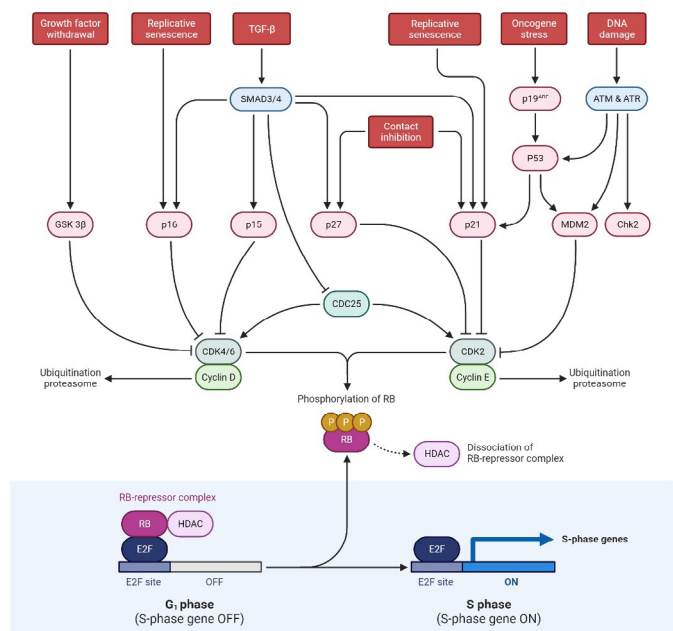 Growth factor
withdrawal
Replicative
senescence
TGF-β
Replicative
senescence
Oncogene
stress
DNA
damage
SMAD3/4
p19ᴬᴿᶠ
ATM & ATR
Contact
inhibition
P53
GSK 3β
p16
p15
p27
p21
MDM2
Chk2
CDC25
CDK4/6
CDK2
Cyclin D
Cyclin E
Ubiquitination
proteasome
Ubiquitination
proteasome
Phosphorylation of RB
P P P
RB
HDAC
Dissociation of
RB-repressor complex
RB-repressor complex
RB
HDAC
E2F
E2F
S-phase genes
E2F site
OFF
E2F site
ON
G₁ phase
(S-phase gene OFF)
S phase
(S-phase gene ON)